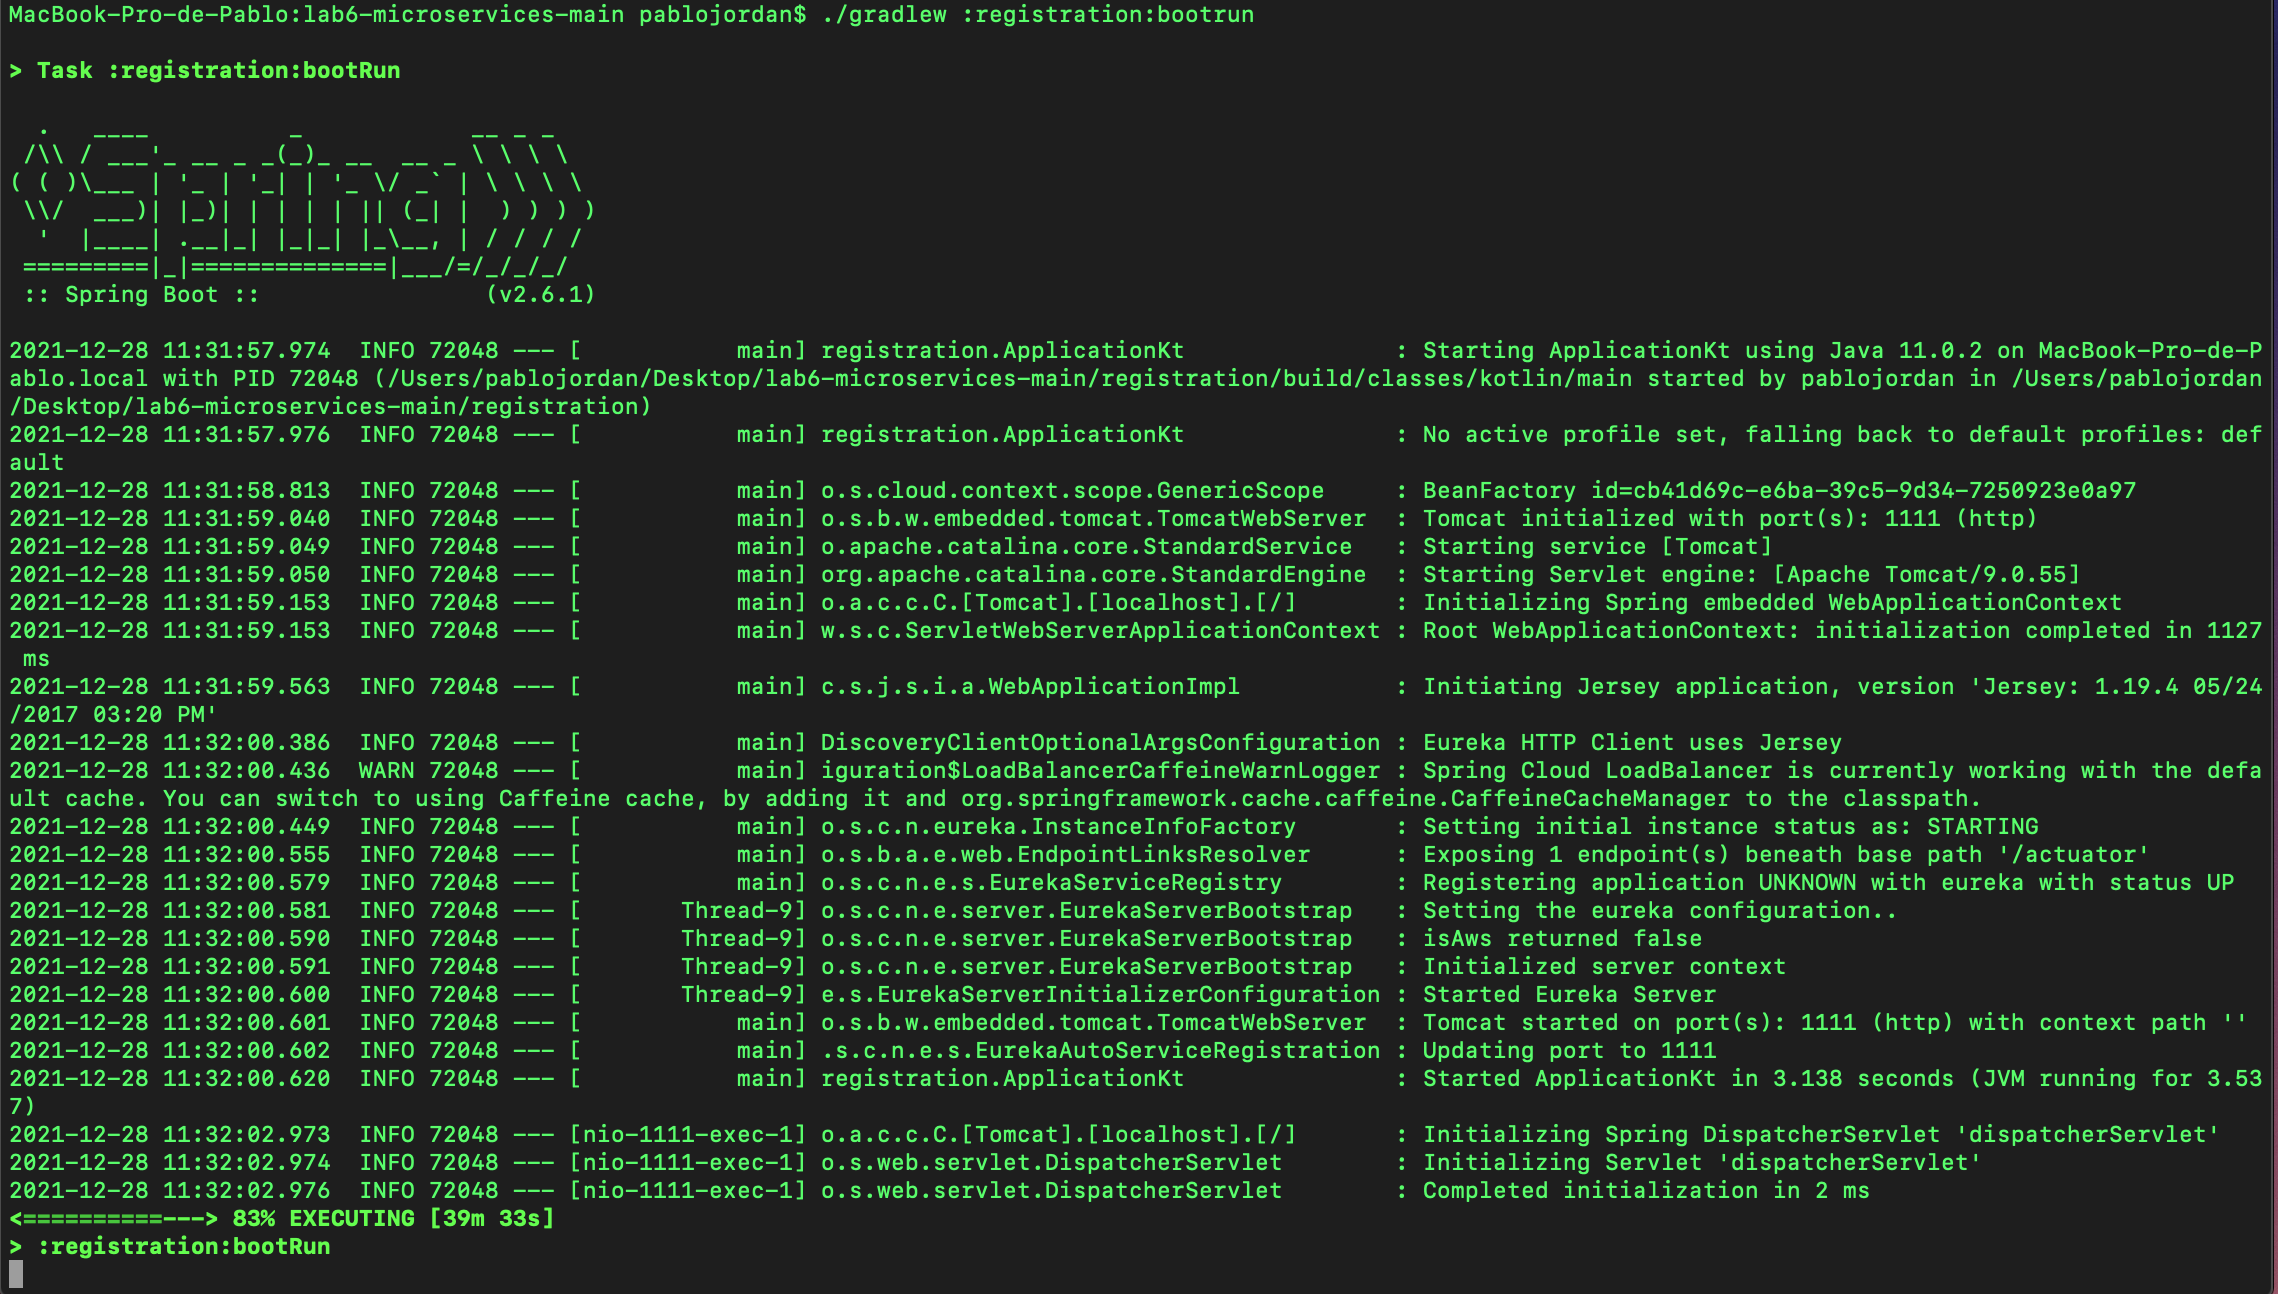 MacBook-Pro-de-Pablo:lab6-microservices-main pablojordan$ ./gradlew :registration:bootrun

> Task :registration:bootRun

  .   ____          _            __ _ _
 /\\ / ___'_ __ _ _(_)_ __  __ _ \ \ \ \
( ( )\___ | '_ | '_| | '_ \/ _` | \ \ \ \
 \\/  ___)| |_)| | | | | || (_| |  ) ) ) )
  '  |____| .__|_| |_|_| |_\__, | / / / /
 =========|_|==============|___/=/_/_/_/
 :: Spring Boot ::                (v2.6.1)

2021-12-28 11:31:57.974  INFO 72048 --- [           main] registration.ApplicationKt               : Starting ApplicationKt using Java 11.0.2 on MacBook-Pro-de-P
ablo.local with PID 72048 (/Users/pablojordan/Desktop/lab6-microservices-main/registration/build/classes/kotlin/main started by pablojordan in /Users/pablojordan
/Desktop/lab6-microservices-main/registration)
2021-12-28 11:31:57.976  INFO 72048 --- [           main] registration.ApplicationKt               : No active profile set, falling back to default profiles: def
ault
2021-12-28 11:31:58.813  INFO 72048 --- [           main] o.s.cloud.context.scope.GenericScope     : BeanFactory id=cb41d69c-e6ba-39c5-9d34-7250923e0a97
2021-12-28 11:31:59.040  INFO 72048 --- [           main] o.s.b.w.embedded.tomcat.TomcatWebServer  : Tomcat initialized with port(s): 1111 (http)
2021-12-28 11:31:59.049  INFO 72048 --- [           main] o.apache.catalina.core.StandardService   : Starting service [Tomcat]
2021-12-28 11:31:59.050  INFO 72048 --- [           main] org.apache.catalina.core.StandardEngine  : Starting Servlet engine: [Apache Tomcat/9.0.55]
2021-12-28 11:31:59.153  INFO 72048 --- [           main] o.a.c.c.C.[Tomcat].[localhost].[/]       : Initializing Spring embedded WebApplicationContext
2021-12-28 11:31:59.153  INFO 72048 --- [           main] w.s.c.ServletWebServerApplicationContext : Root WebApplicationContext: initialization completed in 1127
 ms
2021-12-28 11:31:59.563  INFO 72048 --- [           main] c.s.j.s.i.a.WebApplicationImpl           : Initiating Jersey application, version 'Jersey: 1.19.4 05/24
/2017 03:20 PM'
2021-12-28 11:32:00.386  INFO 72048 --- [           main] DiscoveryClientOptionalArgsConfiguration : Eureka HTTP Client uses Jersey
2021-12-28 11:32:00.436  WARN 72048 --- [           main] iguration$LoadBalancerCaffeineWarnLogger : Spring Cloud LoadBalancer is currently working with the defa
ult cache. You can switch to using Caffeine cache, by adding it and org.springframework.cache.caffeine.CaffeineCacheManager to the classpath.
2021-12-28 11:32:00.449  INFO 72048 --- [           main] o.s.c.n.eureka.InstanceInfoFactory       : Setting initial instance status as: STARTING
2021-12-28 11:32:00.555  INFO 72048 --- [           main] o.s.b.a.e.web.EndpointLinksResolver      : Exposing 1 endpoint(s) beneath base path '/actuator'
2021-12-28 11:32:00.579  INFO 72048 --- [           main] o.s.c.n.e.s.EurekaServiceRegistry        : Registering application UNKNOWN with eureka with status UP
2021-12-28 11:32:00.581  INFO 72048 --- [       Thread-9] o.s.c.n.e.server.EurekaServerBootstrap   : Setting the eureka configuration..
2021-12-28 11:32:00.590  INFO 72048 --- [       Thread-9] o.s.c.n.e.server.EurekaServerBootstrap   : isAws returned false
2021-12-28 11:32:00.591  INFO 72048 --- [       Thread-9] o.s.c.n.e.server.EurekaServerBootstrap   : Initialized server context
2021-12-28 11:32:00.600  INFO 72048 --- [       Thread-9] e.s.EurekaServerInitializerConfiguration : Started Eureka Server
2021-12-28 11:32:00.601  INFO 72048 --- [           main] o.s.b.w.embedded.tomcat.TomcatWebServer  : Tomcat started on port(s): 1111 (http) with context path ''
2021-12-28 11:32:00.602  INFO 72048 --- [           main] .s.c.n.e.s.EurekaAutoServiceRegistration : Updating port to 1111
2021-12-28 11:32:00.620  INFO 72048 --- [           main] registration.ApplicationKt               : Started ApplicationKt in 3.138 seconds (JVM running for 3.53
7)
2021-12-28 11:32:02.973  INFO 72048 --- [nio-1111-exec-1] o.a.c.c.C.[Tomcat].[localhost].[/]       : Initializing Spring DispatcherServlet 'dispatcherServlet'
2021-12-28 11:32:02.974  INFO 72048 --- [nio-1111-exec-1] o.s.web.servlet.DispatcherServlet        : Initializing Servlet 'dispatcherServlet'
2021-12-28 11:32:02.976  INFO 72048 --- [nio-1111-exec-1] o.s.web.servlet.DispatcherServlet        : Completed initialization in 2 ms
<==========---> 83% EXECUTING [39m 33s]
> :registration:bootRun